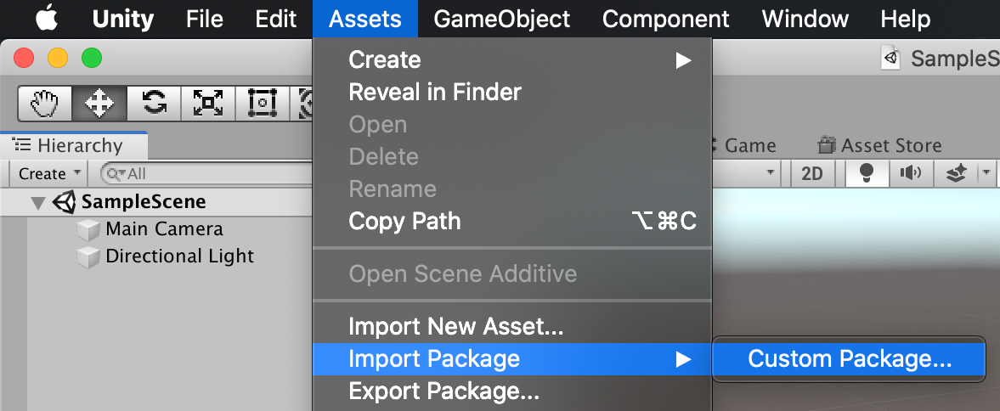 Unity File Edit Assets GameObject Component Window Help
SampleS
Create
Reveal in Finder
Open
Delete
Rename
Copy Path ⌥⌘C
Open Scene Additive
Import New Asset...
Import Package
Custom Package...
Export Package...
Hierarchy
Create All
SampleScene
Main Camera
Directional Light
Game Asset Store
2D